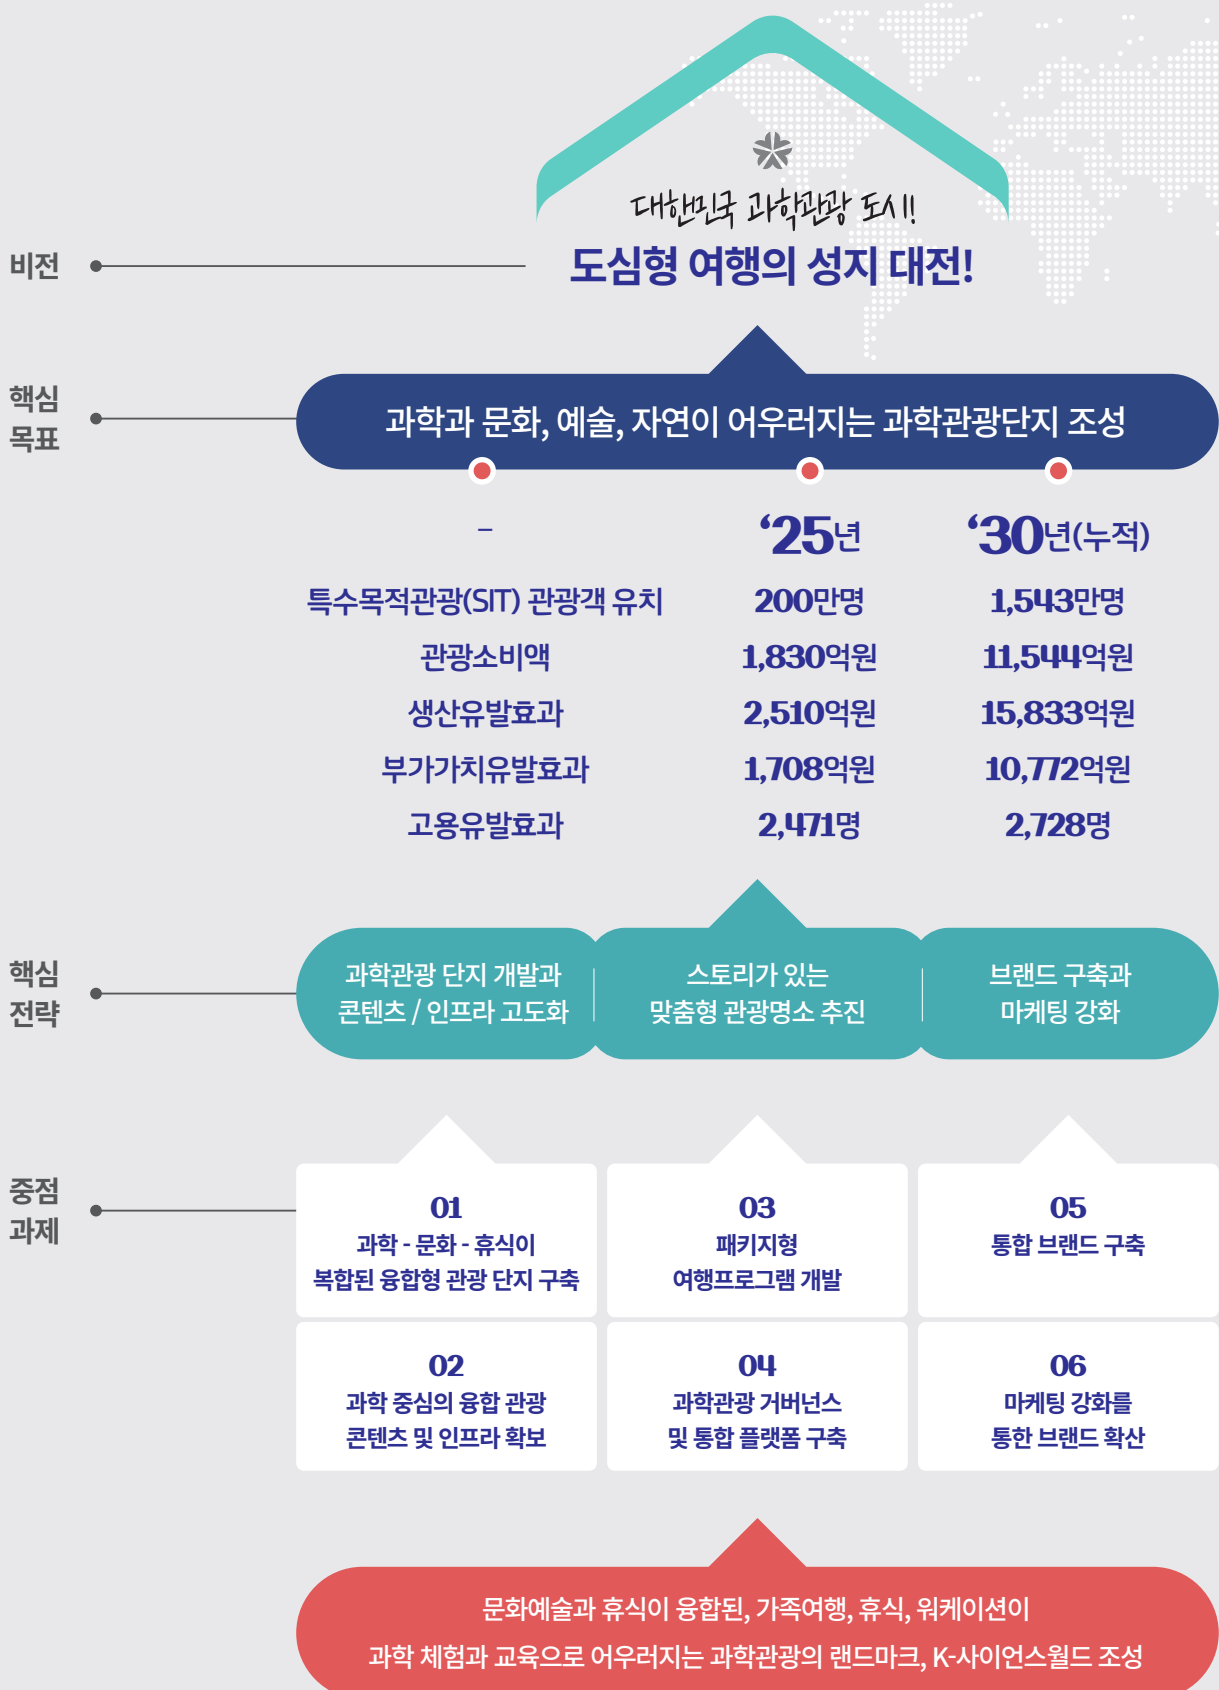 대한민국 과학관광 도시!
비전
도심형 여행의 성지 대전!
핵심
목표
과학과 문화, 예술, 자연이 어우러지는 과학관광단지 조성
– ‘25년 ‘30년(누적)
특수목적관광(SIT) 관광객 유치 200만명 1,543만명
관광소비액 1,830억원 11,544억원
생산유발효과 2,510억원 15,833억원
부가가치유발효과 1,708억원 10,772억원
고용유발효과 2,471명 2,728명
핵심
전략
과학관광 단지 개발과
콘텐츠 / 인프라 고도화
스토리가 있는
맞춤형 관광명소 추진
브랜드 구축과
마케팅 강화
중점
과제
01
과학 - 문화 - 휴식이
복합된 융합형 관광 단지 구축
02
과학 중심의 융합 관광
콘텐츠 및 인프라 확보
03
패키지형
여행프로그램 개발
04
과학관광 거버넌스
및 통합 플랫폼 구축
05
통합 브랜드 구축
06
마케팅 강화를
통한 브랜드 확산
문화예술과 휴식이 융합된, 가족여행, 휴식, 워케이션이
과학 체험과 교육으로 어우러지는 과학관광의 랜드마크, K-사이언스월드 조성